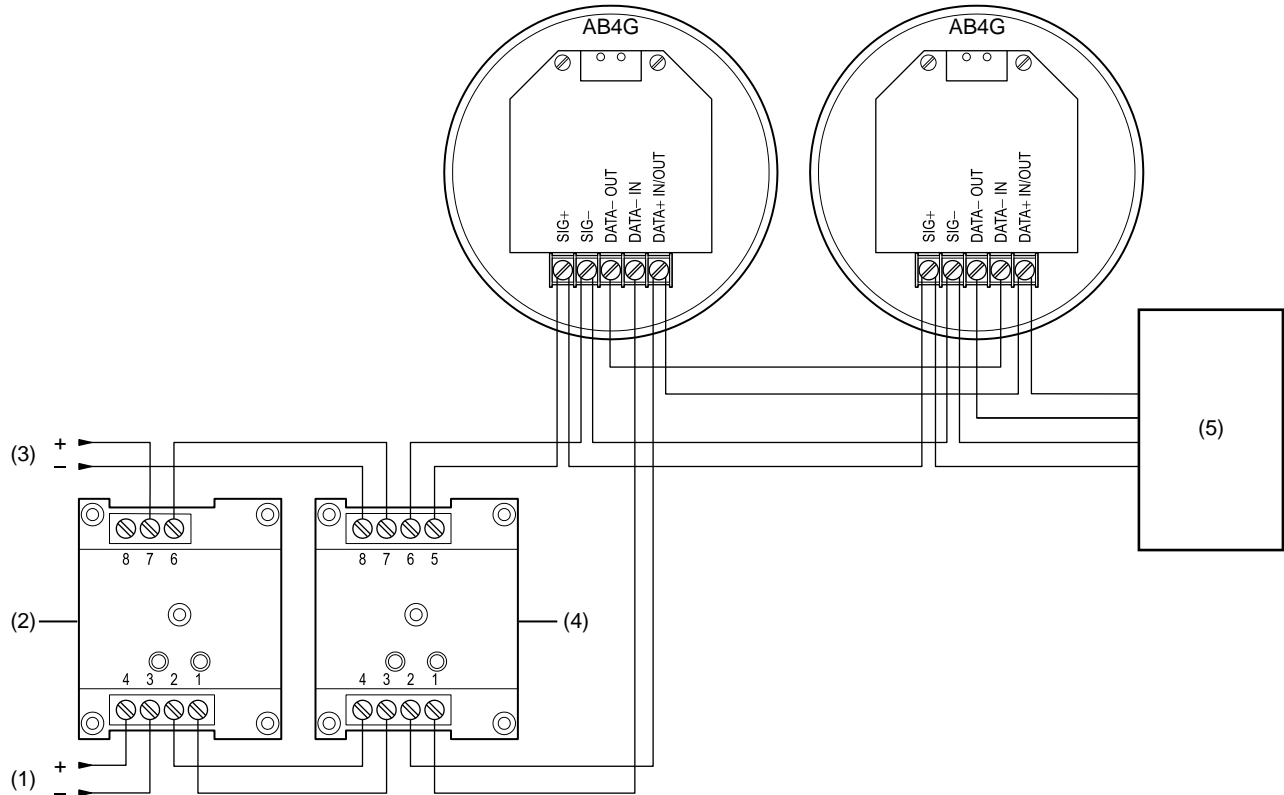 AB4G
AB4G
SIG+
SIG−
DATA− OUT
DATA− IN
DATA+ IN/OUT
SIG+
SIG−
DATA− OUT
DATA− IN
DATA+ IN/OUT
(5)
(3) +
−
8 7 6
8 7 6 5
(2)
(4)
4 3 2 1
4 3 2 1
(1) +
−